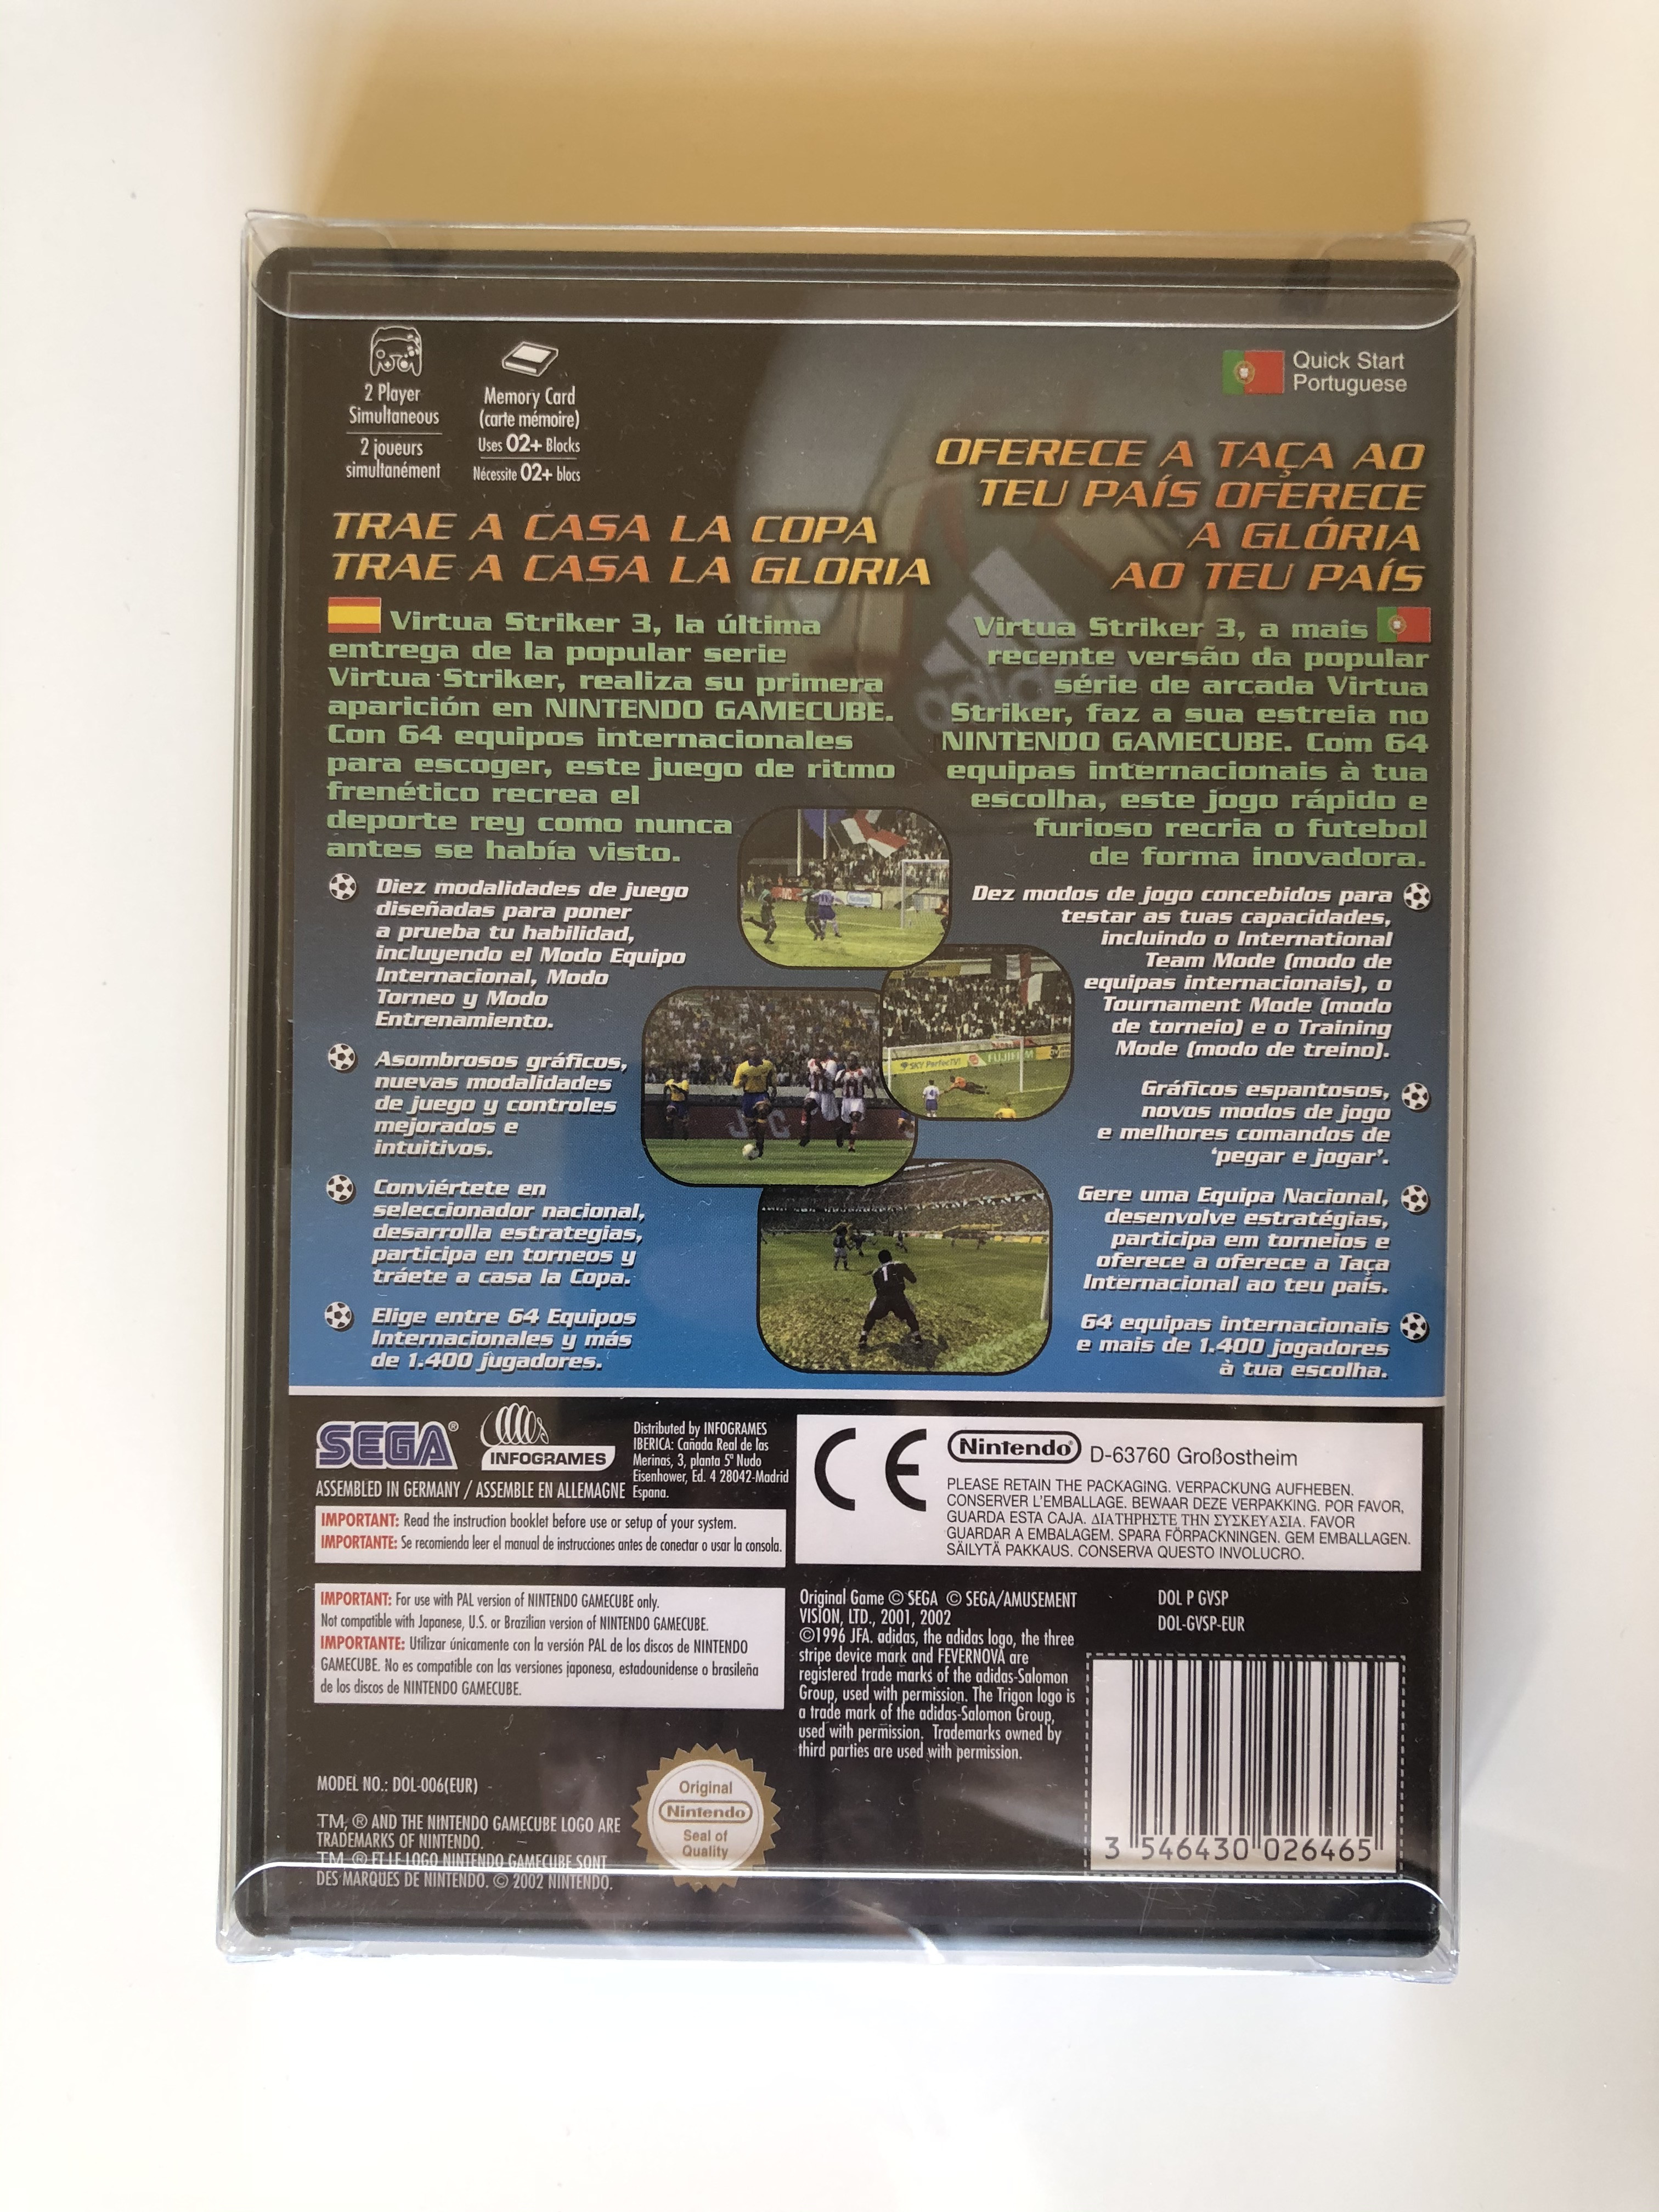 2 Player
Simultaneous
2 joueurs
simultanément
Memory Card
(carte mémoire)
Uses 02+ Blocks
Nécessite 02+ blocs
Quick Start
Portuguese
TRAE A CASA LA COPA
TRAE A CASA LA GLORIA
OFERECE A TAÇA AO
TEU PAÍS OFERECE
A GLÓRIA
AO TEU PAÍS
adidas
Virtua Striker 3, la última
entrega de la popular serie
Virtua Striker, realiza su primera
aparición en NINTENDO GAMECUBE.
Con 64 equipos internacionales
para escoger, este juego de ritmo
frenético recrea el
deporte rey como nunca
antes se había visto.
Diez modalidades de juego
diseñadas para poner
a prueba tu habilidad,
incluyendo el Modo Equipo
Internacional, Modo
Torneo y Modo
Entrenamiento.
Asombrosos gráficos,
nuevas modalidades
de juego y controles
mejorados e
intuitivos.
Conviértete en
seleccionador nacional,
desarrolla estrategias,
participa en torneos y
tráete a casa la Copa.
Elige entre 64 Equipos
Internacionales y más
de 1.400 jugadores.
Virtua Striker 3, a mais
recente versão da popular
série de arcada Virtua
Striker, faz a sua estreia no
NINTENDO GAMECUBE. Com 64
equipas internacionais à tua
escolha, este jogo rápido e
furioso recria o futebol
de forma inovadora.
Dez modos de jogo concebidos para
testar as tuas capacidades,
incluindo o International
Team Mode (modo de
equipas internacionais), o
Tournament Mode (modo
de torneio) e o Training
Mode (modo de treino).
Gráficos espantosos,
novos modos de jogo
e melhores comandos de
'pegar e jogar'.
Gere uma Equipa Nacional,
desenvolve estratégias,
participa em torneios e
oferece a oferece a Taça
Internacional ao teu país.
64 equipas internacionais
e mais de 1.400 jogadores
à tua escolha.
SKY PerfecTV!
FUJIFILM
JVC
1
SEGA®
INFOGRAMES
Distributed by INFOGRAMES
IBERICA: Cañada Real de las
Merinas, 3, planta 5ª Nudo
Eisenhower, Ed. 4 28042-Madrid
Espana.
ASSEMBLED IN GERMANY / ASSEMBLE EN ALLEMAGNE
IMPORTANT: Read the instruction booklet before use or setup of your system.
IMPORTANTE: Se recomienda leer el manual de instrucciones antes de conectar o usar la consola.
IMPORTANT: For use with PAL version of NINTENDO GAMECUBE only.
Not compatible with Japanese, U.S. or Brazilian version of NINTENDO GAMECUBE.
IMPORTANTE: Utilizar únicamente con la versión PAL de los discos de NINTENDO
GAMECUBE. No es compatible con las versiones japonesa, estadounidense o brasileña
de los discos de NINTENDO GAMECUBE.
CE
Nintendo® D-63760 Großostheim
PLEASE RETAIN THE PACKAGING. VERPACKUNG AUFHEBEN.
CONSERVER L'EMBALLAGE. BEWAAR DEZE VERPAKKING. POR FAVOR,
GUARDA ESTA CAJA. ΔΙΑΤΗΡΗΣΤΕ ΤΗΝ ΣΥΣΚΕΥΑΣΙΑ. FAVOR
GUARDAR A EMBALAGEM. SPARA FÖRPACKNINGEN. GEM EMBALLAGEN.
SÄILYTÄ PAKKAUS. CONSERVA QUESTO INVOLUCRO.
Original Game © SEGA © SEGA/AMUSEMENT
VISION, LTD., 2001, 2002
©1996 JFA. adidas, the adidas logo, the three
stripe device mark and FEVERNOVA are
registered trade marks of the adidas-Salomon
Group, used with permission. The Trigon logo is
a trade mark of the adidas-Salomon Group,
used with permission. Trademarks owned by
third parties are used with permission.
DOL P GVSP
DOL-GVSP-EUR
3 546430 026465
MODEL NO.: DOL-006(EUR)
TM, ® AND THE NINTENDO GAMECUBE LOGO ARE
TRADEMARKS OF NINTENDO.
TM, ® ET LE LOGO NINTENDO GAMECUBE SONT
DES MARQUES DE NINTENDO. © 2002 NINTENDO.
Original
Nintendo
Seal of
Quality